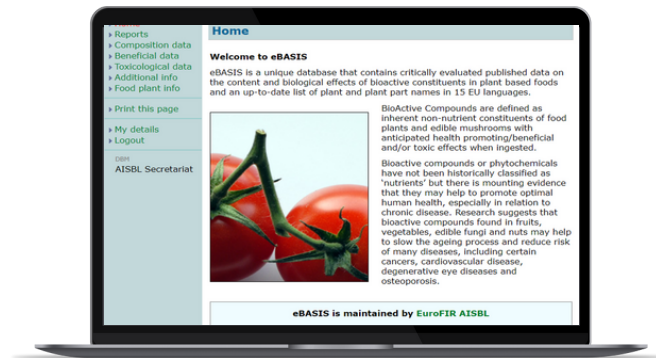 Reports
Composition data
Beneficial data
Toxicological data
Additional info
Food plant info
Print this page
My details
Logout
DBM
AISBL Secretariat
Home
Welcome to eBASIS
eBASIS is a unique database that contains critically evaluated published data on
the content and biological effects of bioactive constituents in plant based foods
and an up-to-date list of plant and plant part names in 15 EU languages.
BioActive Compounds are defined as
inherent non-nutrient constituents of food
plants and edible mushrooms with
anticipated health promoting/beneficial
and/or toxic effects when ingested.
Bioactive compounds or phytochemicals
have not been historically classified as
'nutrients' but there is mounting evidence
that they may help to promote optimal
human health, especially in relation to
chronic disease. Research suggests that
bioactive compounds found in fruits,
vegetables, edible fungi and nuts may help
to slow the ageing process and reduce risk
of many diseases, including certain
cancers, cardiovascular disease,
degenerative eye diseases and
osteoporosis.
eBASIS is maintained by EuroFIR AISBL